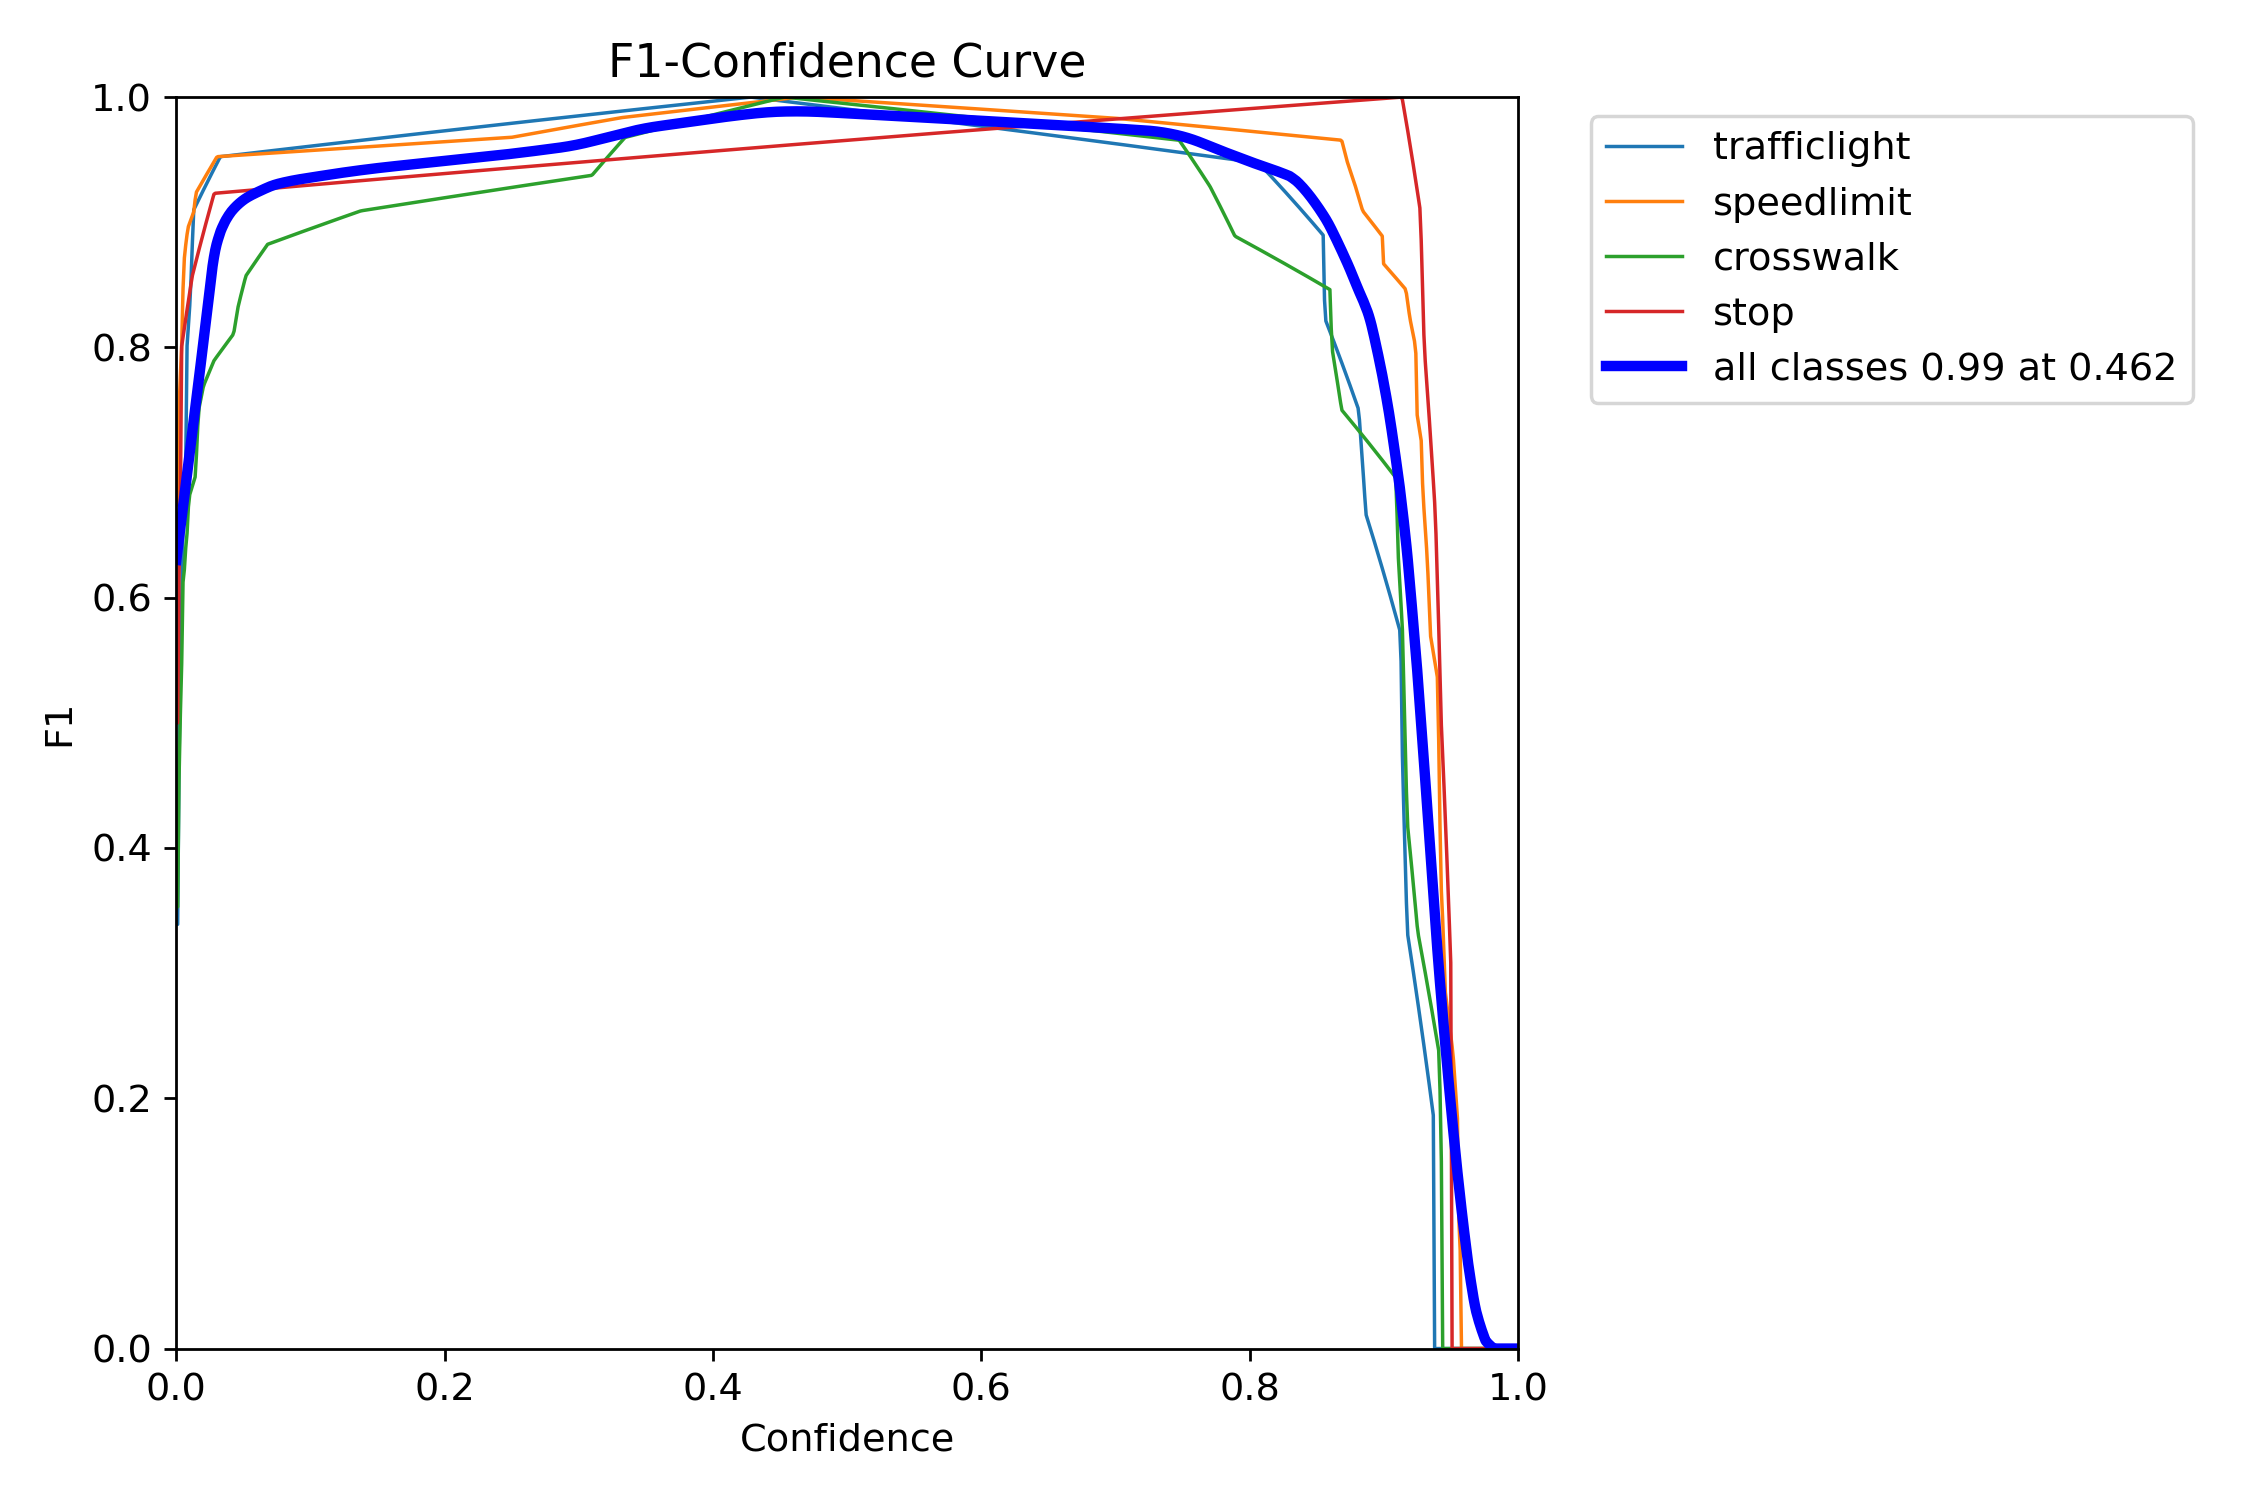 F1-Confidence Curve
1.0
0.8
0.6
0.4
0.2
0.0
F1
0.0 0.2 0.4 0.6 0.8 1.0
Confidence
trafficlight
speedlimit
crosswalk
stop
all classes 0.99 at 0.462